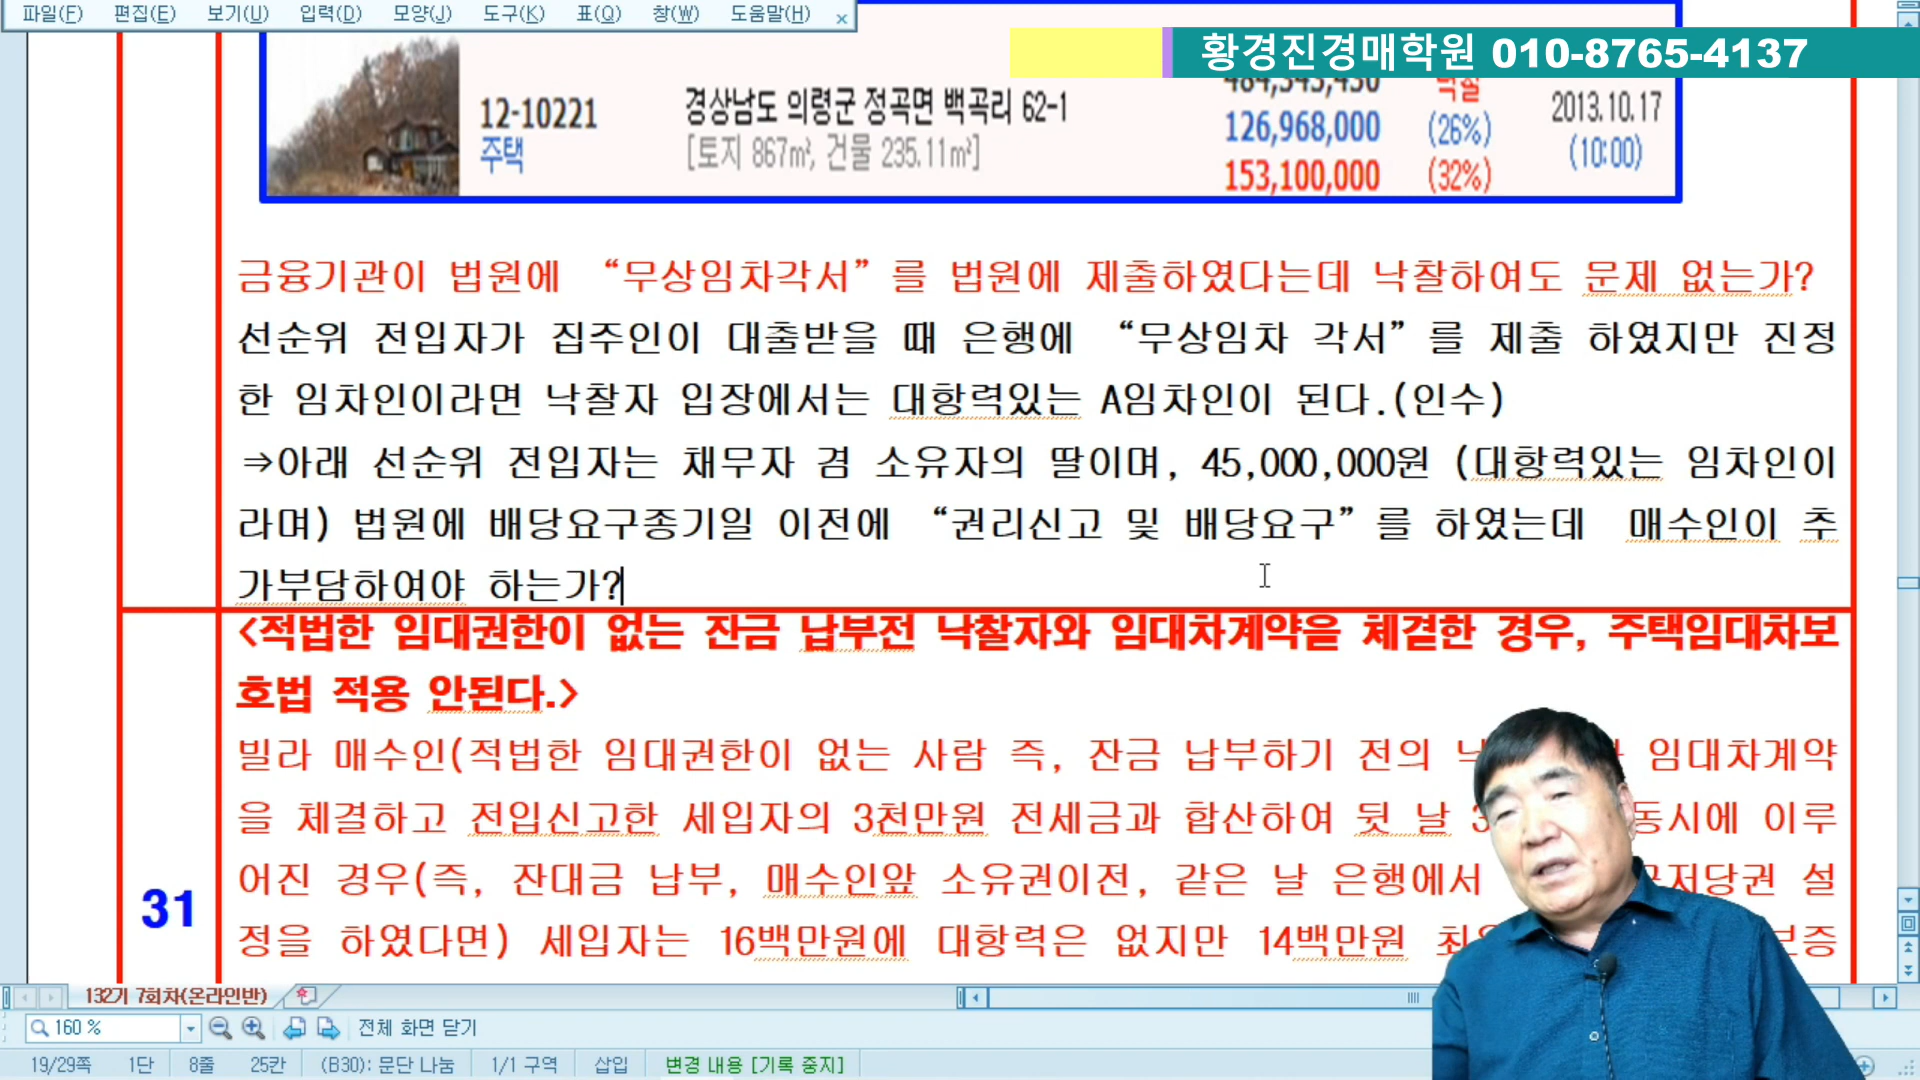 파일(F) 편집(E) 보기(U) 입력(D) 모양(J) 도구(K) 표(Q) 창(W) 도움말(H)
황경진경매학원 010-8765-4137
12-10221 경상남도 의령군 정곡면 백곡리 62-1 2013.10.17
주택 [토지 867㎡, 건물 235.11㎡] 126,968,000 (26%) (10:00)
153,100,000 (32%)
금융기관이 법원에 “무상임차각서”를 법원에 제출하였다는데 낙찰하여도 문제 없는가?
선순위 전입자가 집주인이 대출받을 때 은행에 “무상임차 각서”를 제출 하였지만 진정
한 임차인이라면 낙찰자 입장에서는 대항력있는 A임차인이 된다.(인수)
⇒아래 선순위 전입자는 채무자 겸 소유자의 딸이며, 45,000,000원 (대항력있는 임차인이
라며) 법원에 배당요구종기일 이전에 “권리신고 및 배당요구”를 하였는데 매수인이 추
가부담하여야 하는가?
<적법한 임대권한이 없는 잔금 납부전 낙찰자와 임대차계약을 체결한 경우, 주택임대차보
호법 적용 안된다.>
빌라 매수인(적법한 임대권한이 없는 사람 즉, 잔금 납부하기 전의 임대차계약
을 체결하고 전입신고한 세입자의 3천만원 전세금과 합산하여 뒷 날 동시에 이루
어진 경우(즉, 잔대금 납부, 매수인앞 소유권이전, 같은 날 은행에서 근저당권 설
31
정을 하였다면) 세입자는 16백만원에 대항력은 없지만 14백만원 보증
132기 7회차(온라인반)
160 % 전체 화면 닫기
19/29쪽 1단 8줄 25칸 (B30): 문단 나눔 1/1 구역 삽입 변경 내용 [기록 중지]